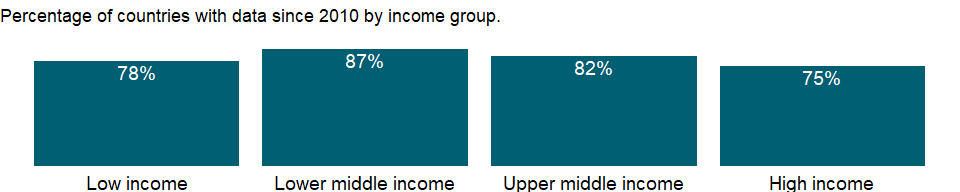 Percentage of countries with data since 2010 by income group.
78%
87%
82%
75%
Low income
Lower middle income
Upper middle income
High income